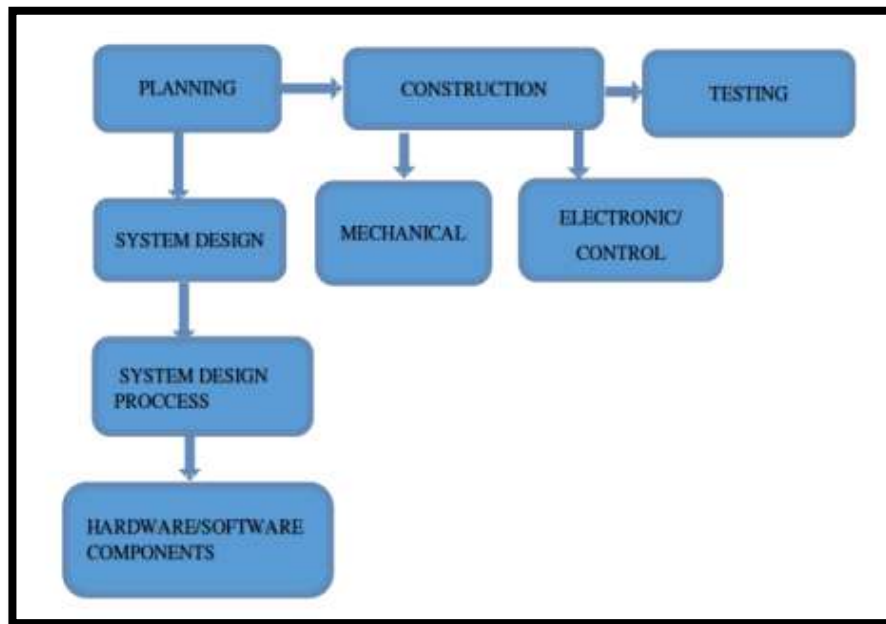 PLANNING
CONSTRUCTION
TESTING
SYSTEM DESIGN
MECHANICAL
ELECTRONIC/
CONTROL
SYSTEM DESIGN
PROCCESS
HARDWARE/SOFTWARE
COMPONENTS